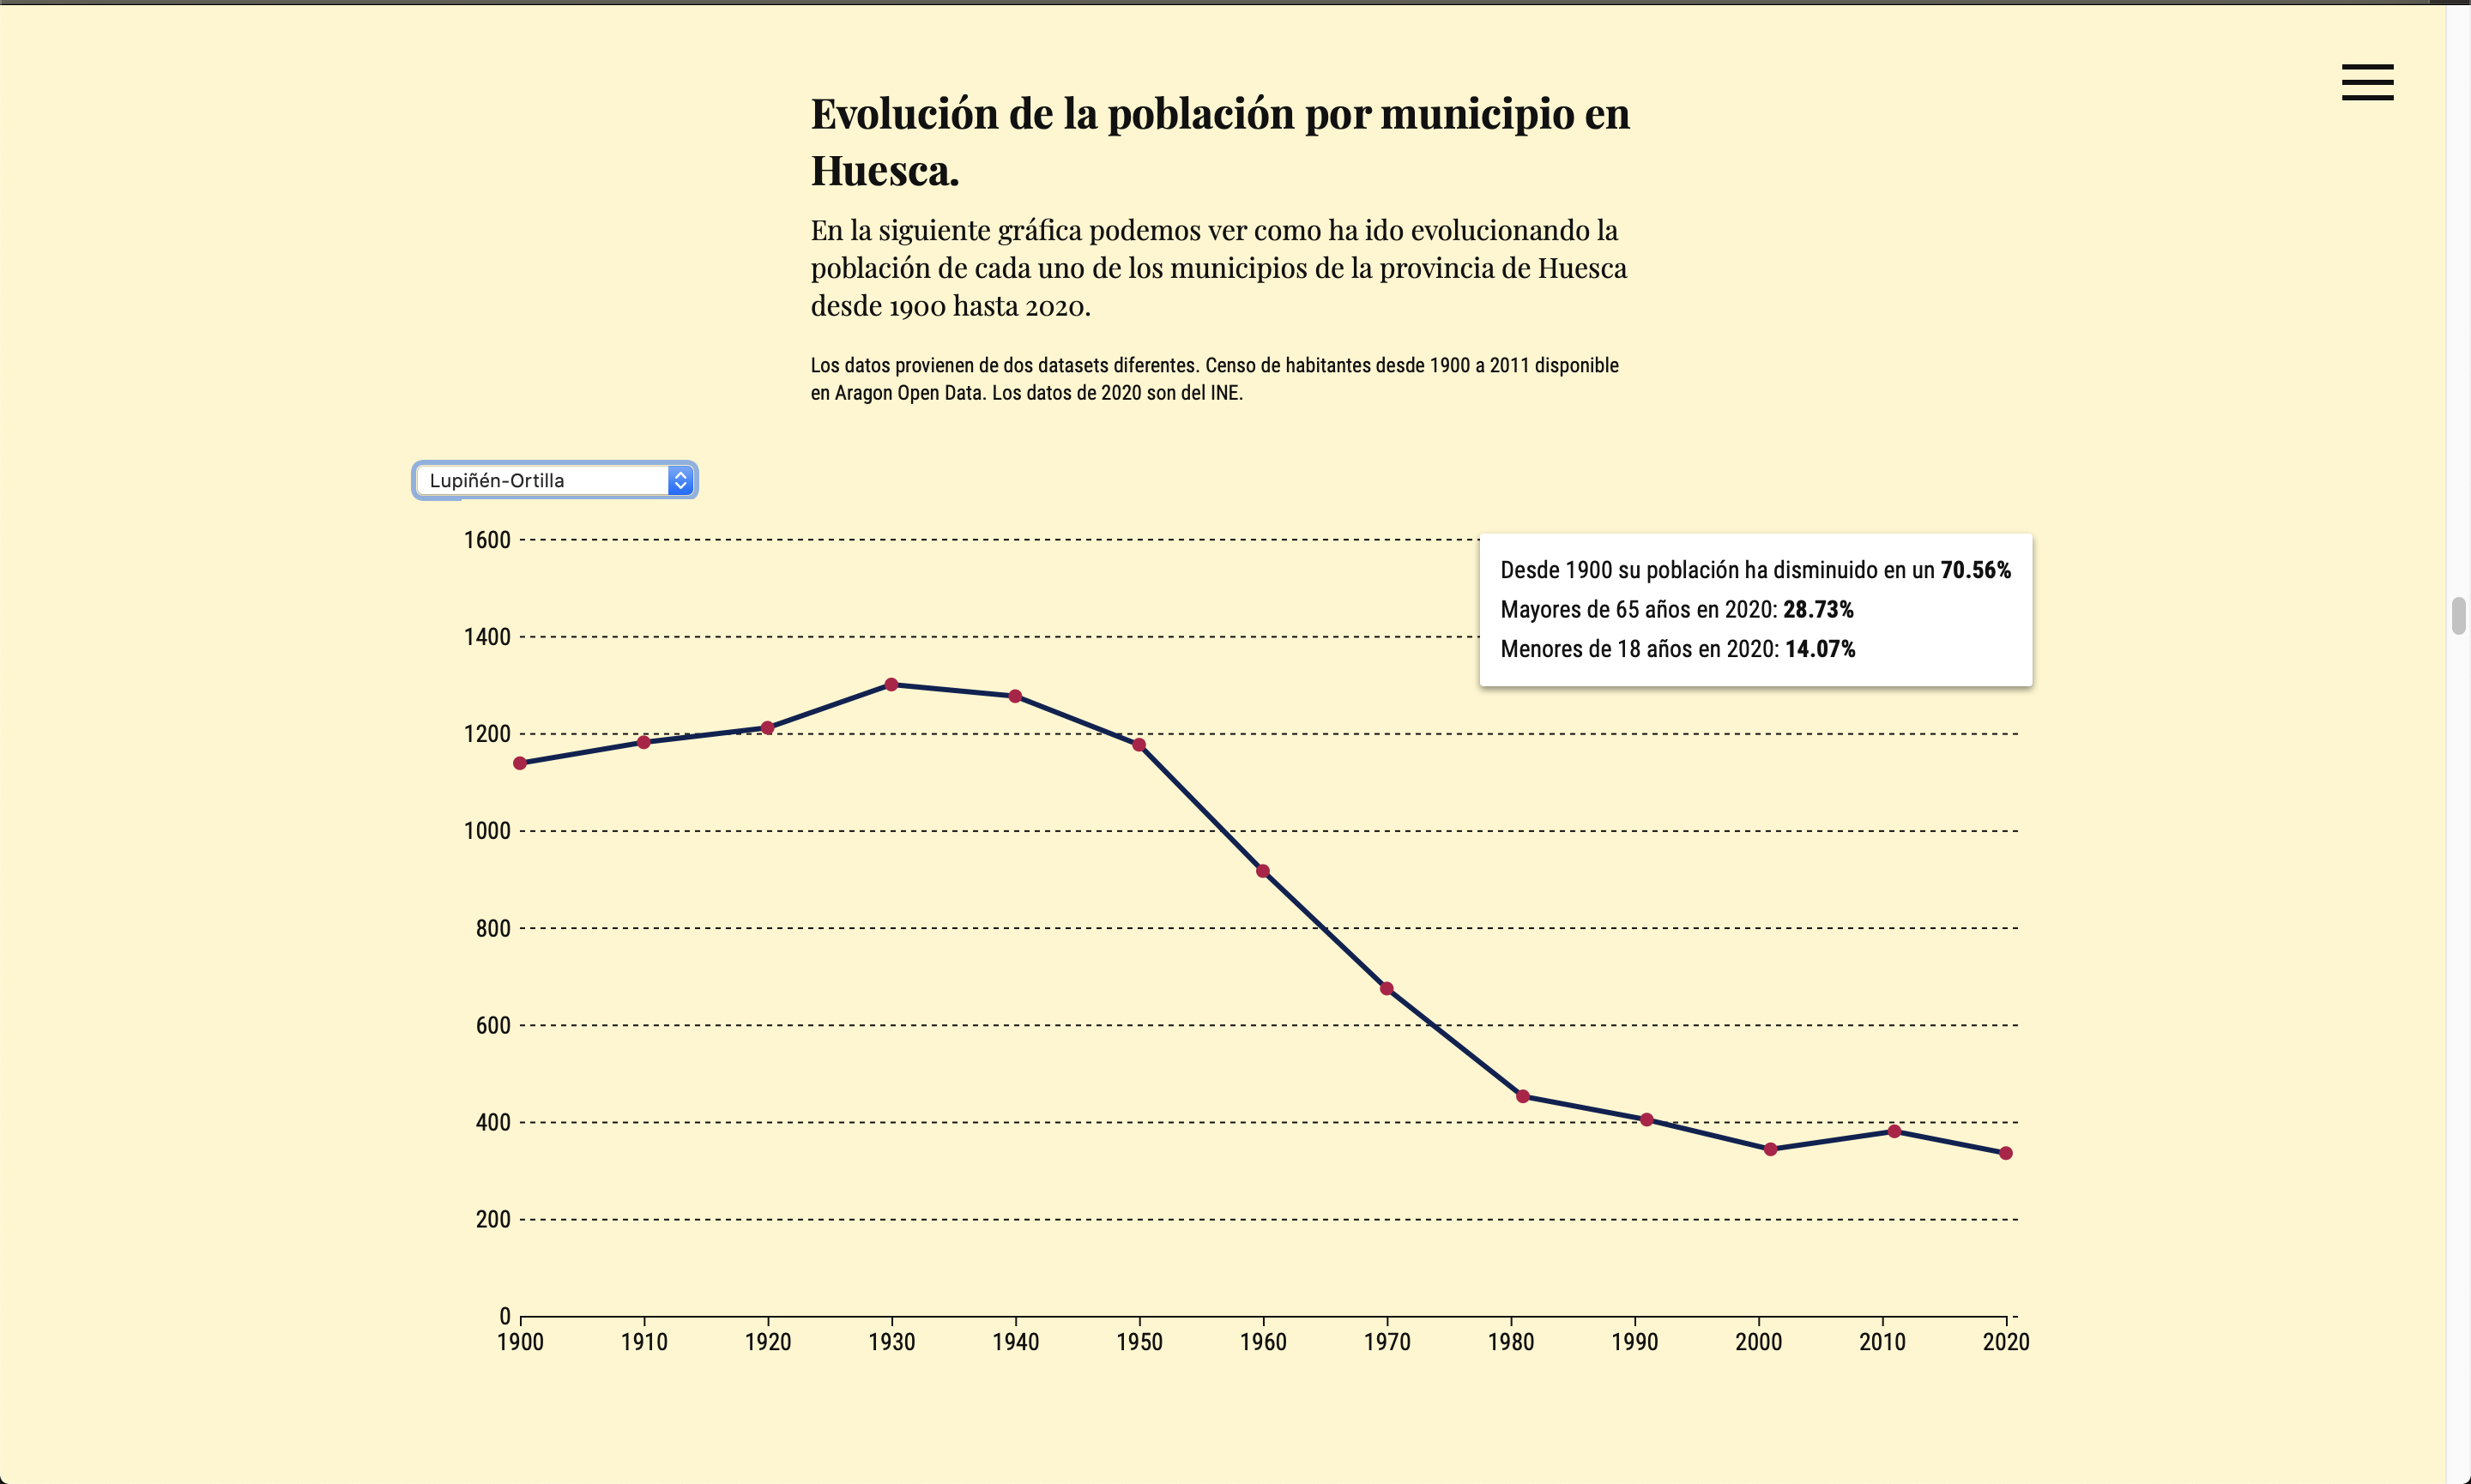 Evolución de la población por municipio en
Huesca.
En la siguiente gráfica podemos ver como ha ido evolucionando la
población de cada uno de los municipios de la provincia de Huesca
desde 1900 hasta 2020.
Los datos provienen de dos datasets diferentes. Censo de habitantes desde 1900 a 2011 disponible
en Aragon Open Data. Los datos de 2020 son del INE.
Lupiñén-Ortilla
Desde 1900 su población ha disminuido en un 70.56%
Mayores de 65 años en 2020: 28.73%
Menores de 18 años en 2020: 14.07%
1600
1400
1200
1000
800
600
400
200
0
1900 1910 1920 1930 1940 1950 1960 1970 1980 1990 2000 2010 2020